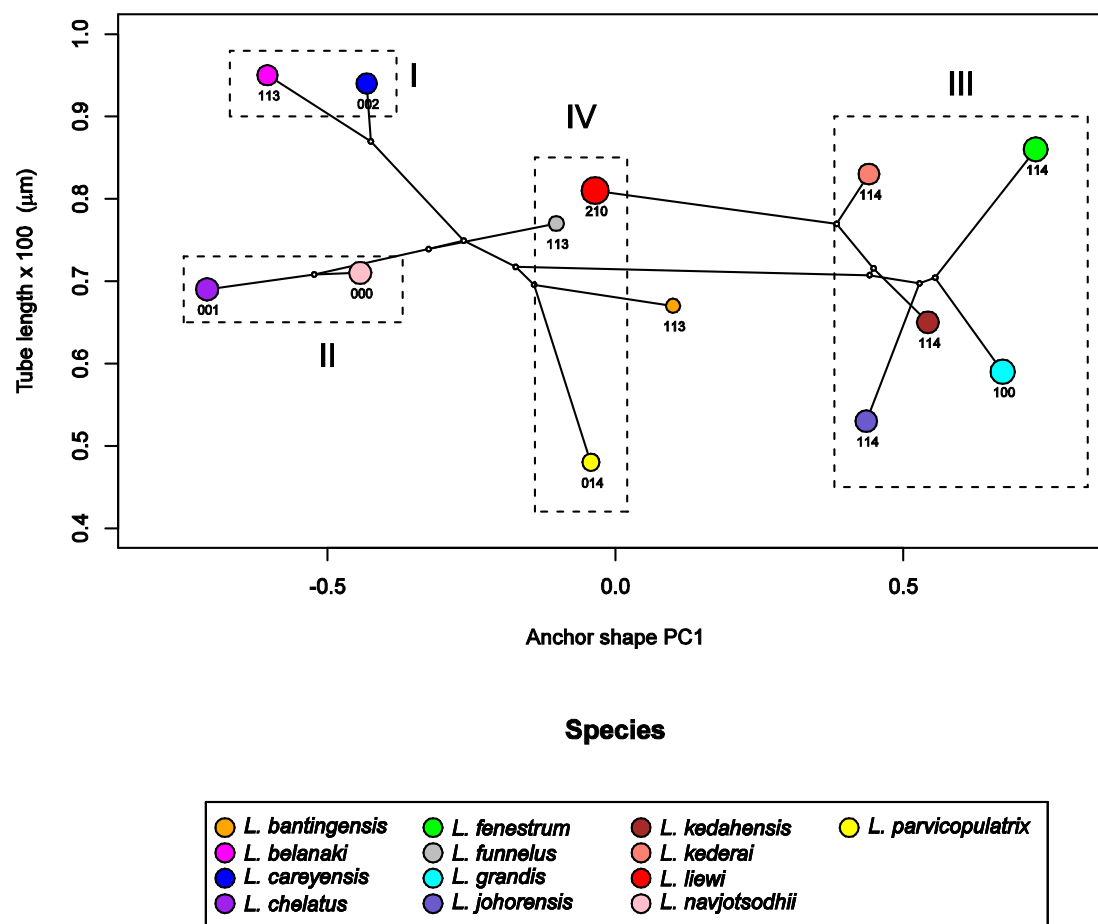 1.0
0.9
0.8
0.7
0.6
0.5
0.4
Tube length x 100 (μm)
I
113
002
IV
III
210
113
114
114
001
000
II
113
114
100
114
014
-0.5
0.0
0.5
Anchor shape PC1
Species
L. bantingensis
L. belanaki
L. careyensis
L. chelatus
L. fenestrum
L. funnelus
L. grandis
L. johorensis
L. kedahensis
L. kederai
L. liewi
L. navjotsodhii
L. parvicopulatrix